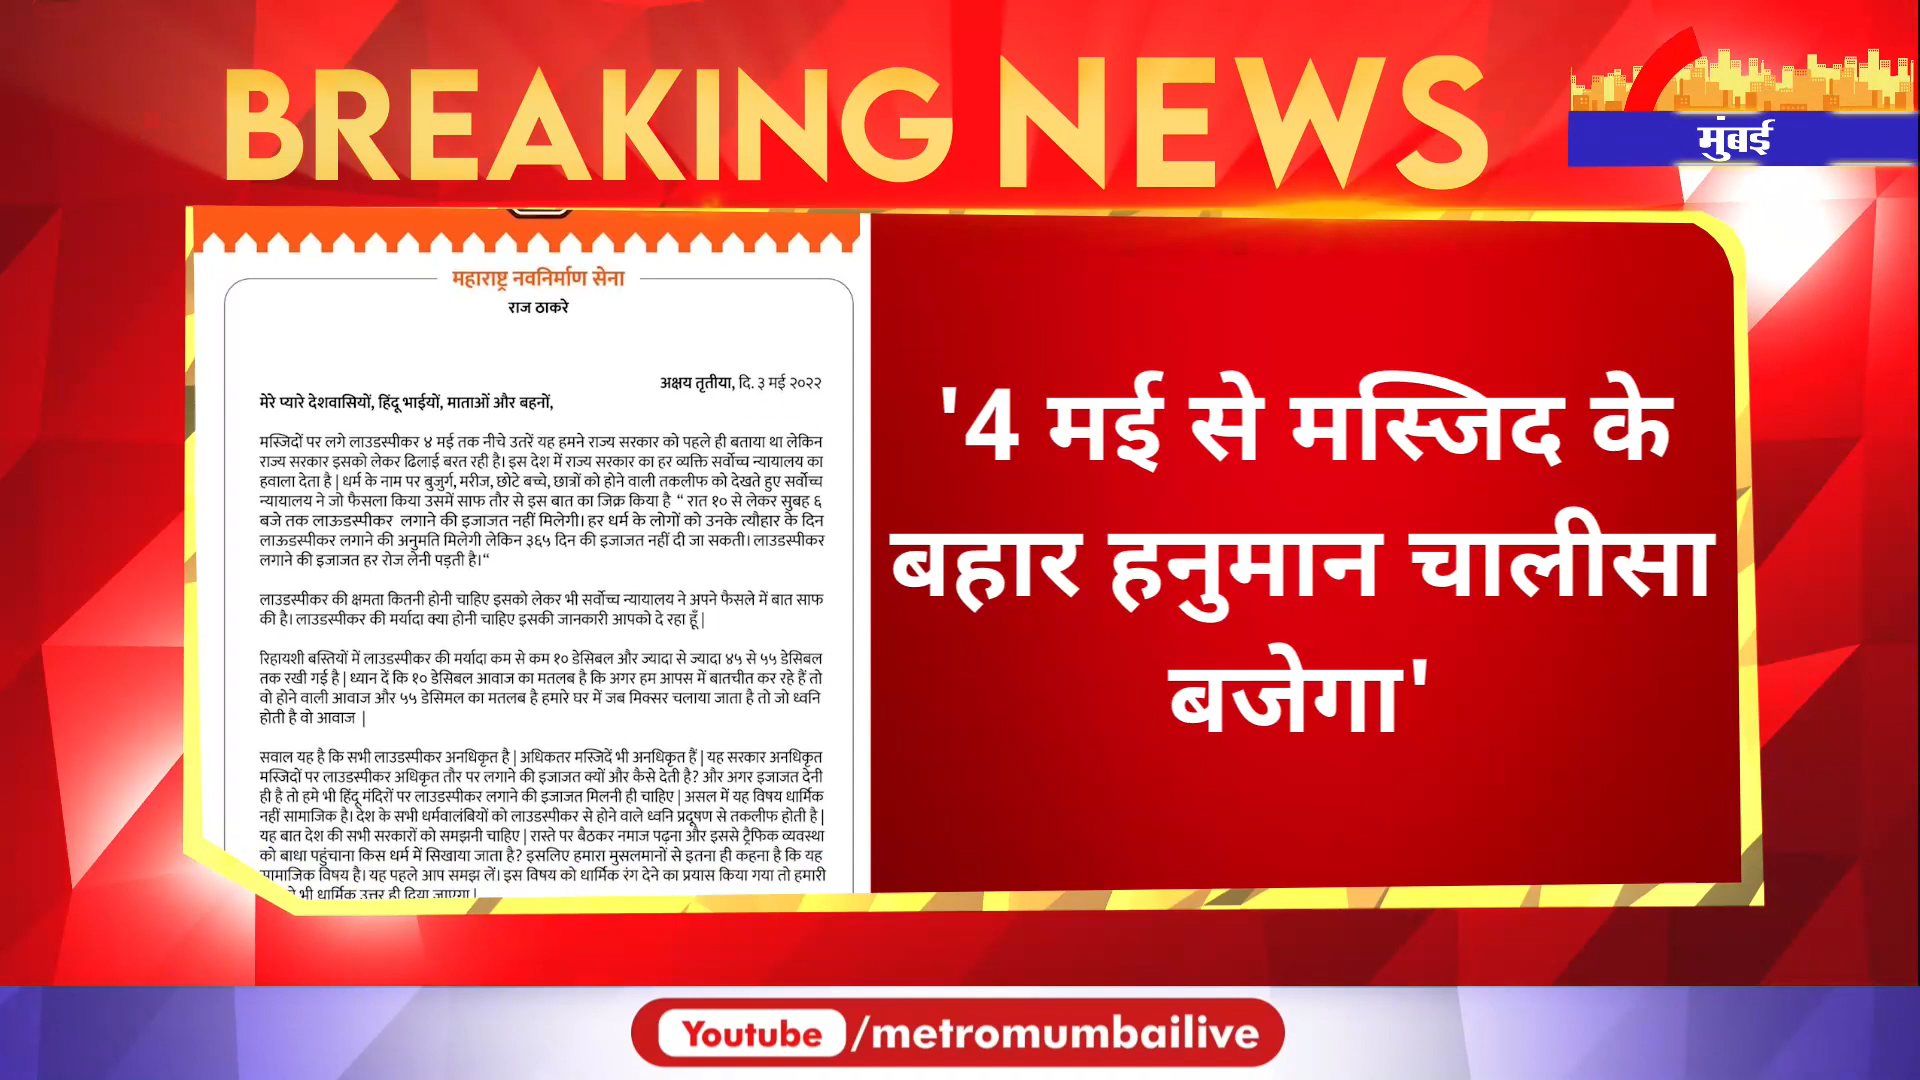 BREAKING NEWS
मुंबई
महाराष्ट्र नवनिर्माण सेना
राज ठाकरे
अक्षय तृतीया, दि. ३ मई २०२२
मेरे प्यारे देशवासियों, हिंदू भाईयों, माताओं और बहनों,
मस्जिदों पर लगे लाउडस्पीकर ४ मई तक नीचे उतरें यह हमने राज्य सरकार को पहले ही बताया था लेकिन
राज्य सरकार इसको लेकर ढिलाई बरत रही है। इस देश में राज्य सरकार का हर व्यक्ति सर्वोच्च न्यायालय का
हवाला देता है | धर्म के नाम पर बुजुर्ग, मरीज, छोटे बच्चे, छात्रों को होने वाली तकलीफ को देखते हुए सर्वोच्च
न्यायालय ने जो फैसला किया उसमें साफ तौर से इस बात का जिक्र किया है “ रात १० से लेकर सुबह ६
बजे तक लाऊडस्पीकर लगाने की इजाजत नहीं मिलेगी। हर धर्म के लोगों को उनके त्यौहार के दिन
लाऊडस्पीकर लगाने की अनुमति मिलेगी लेकिन ३६५ दिन की इजाजत नहीं दी जा सकती। लाउडस्पीकर
लगाने की इजाजत हर रोज लेनी पड़ती है।“
लाउडस्पीकर की क्षमता कितनी होनी चाहिए इसको लेकर भी सर्वोच्च न्यायालय ने अपने फैसले में बात साफ
की है। लाउडस्पीकर की मर्यादा क्या होनी चाहिए इसकी जानकारी आपको दे रहा हूँ |
रिहायशी बस्तियों में लाउडस्पीकर की मर्यादा कम से कम १० डेसिबल और ज्यादा से ज्यादा ४५ से ५५ डेसिबल
तक रखी गई है | ध्यान दें कि १० डेसिबल आवाज का मतलब है कि अगर हम आपस में बातचीत कर रहे हैं तो
वो होने वाली आवाज और ५५ डेसिमल का मतलब है हमारे घर में जब मिक्सर चलाया जाता है तो जो ध्वनि
होती है वो आवाज |
सवाल यह है कि सभी लाउडस्पीकर अनधिकृत है | अधिकतर मस्जिदें भी अनधिकृत हैं | यह सरकार अनधिकृत
मस्जिदों पर लाउडस्पीकर अधिकृत तौर पर लगाने की इजाजत क्यों और कैसे देती है? और अगर इजाजत देनी
ही है तो हमे भी हिंदू मंदिरों पर लाउडस्पीकर लगाने की इजाजत मिलनी ही चाहिए | असल में यह विषय धार्मिक
नहीं सामाजिक है। देश के सभी धर्मवालंबियों को लाउडस्पीकर से होने वाले ध्वनि प्रदूषण से तकलीफ होती है |
यह बात देश की सभी सरकारों को समझनी चाहिए | रास्ते पर बैठकर नमाज पढ़ना और इससे ट्रैफिक व्यवस्था
को बाधा पहुंचाना किस धर्म में सिखाया जाता है? इसलिए हमारा मुसलमानों से इतना ही कहना है कि यह
सामाजिक विषय है। यह पहले आप समझ लें। इस विषय को धार्मिक रंग देने का प्रयास किया गया तो हमारी
भी धार्मिक उत्तर ही दिया जाएगा |
'4 मई से मस्जिद के
बहार हनुमान चालीसा
बजेगा'
Youtube /metromumbailive